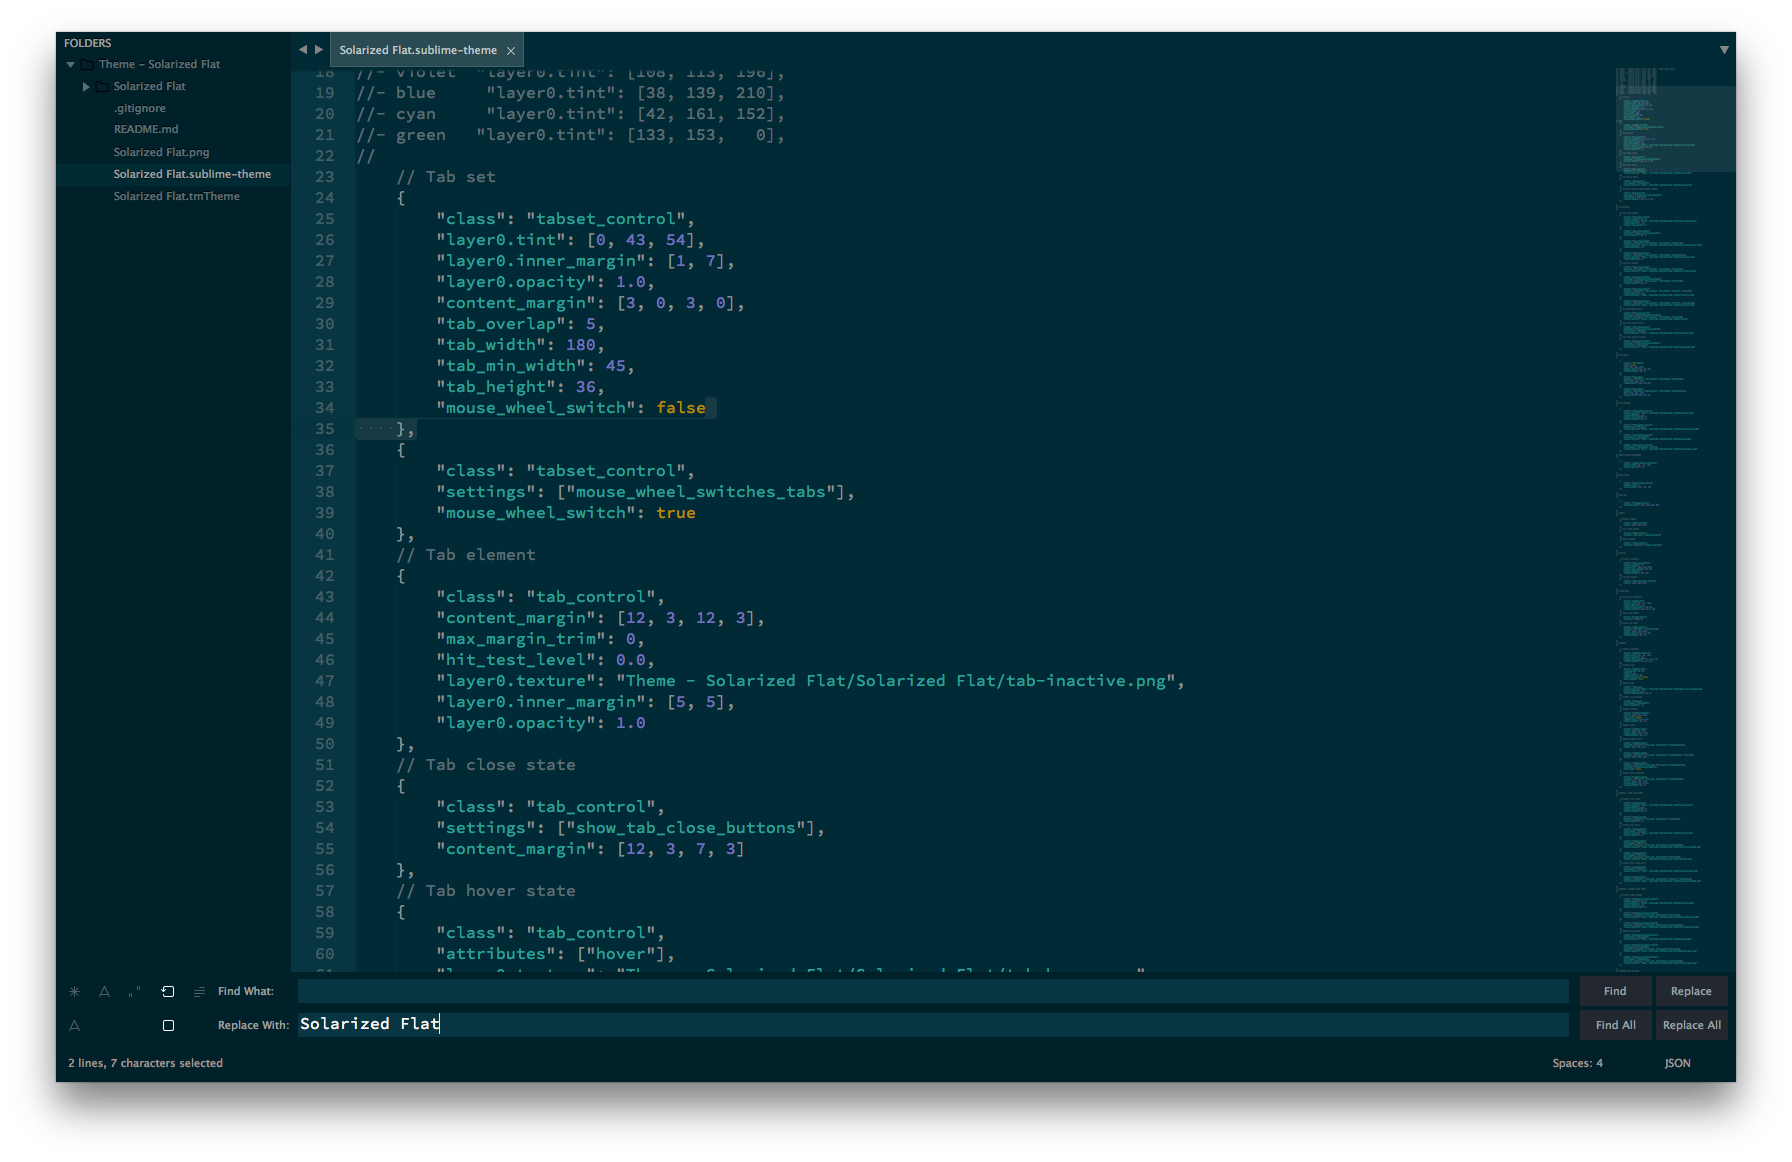 FOLDERS
Theme – Solarized Flat
Solarized Flat
.gitignore
README.md
Solarized Flat.png
Solarized Flat.sublime-theme
Solarized Flat.tmTheme
Solarized Flat.sublime-theme
18 //- violet "layer0.tint": [108, 113, 196],
19 //- blue "layer0.tint": [38, 139, 210],
20 //- cyan "layer0.tint": [42, 161, 152],
21 //- green "layer0.tint": [133, 153, 0],
22 //
23 // Tab set
24 {
25 "class": "tabset_control",
26 "layer0.tint": [0, 43, 54],
27 "layer0.inner_margin": [1, 7],
28 "layer0.opacity": 1.0,
29 "content_margin": [3, 0, 3, 0],
30 "tab_overlap": 5,
31 "tab_width": 180,
32 "tab_min_width": 45,
33 "tab_height": 36,
34 "mouse_wheel_switch": false
35 },
36 {
37 "class": "tabset_control",
38 "settings": ["mouse_wheel_switches_tabs"],
39 "mouse_wheel_switch": true
40 },
41 // Tab element
42 {
43 "class": "tab_control",
44 "content_margin": [12, 3, 12, 3],
45 "max_margin_trim": 0,
46 "hit_test_level": 0.0,
47 "layer0.texture": "Theme - Solarized Flat/Solarized Flat/tab-inactive.png",
48 "layer0.inner_margin": [5, 5],
49 "layer0.opacity": 1.0
50 },
51 // Tab close state
52 {
53 "class": "tab_control",
54 "settings": ["show_tab_close_buttons"],
55 "content_margin": [12, 3, 7, 3]
56 },
57 // Tab hover state
58 {
59 "class": "tab_control",
60 "attributes": ["hover"],
Find What:
Find
Replace
Replace With: Solarized Flat
Find All
Replace All
2 lines, 7 characters selected
Spaces: 4
JSON